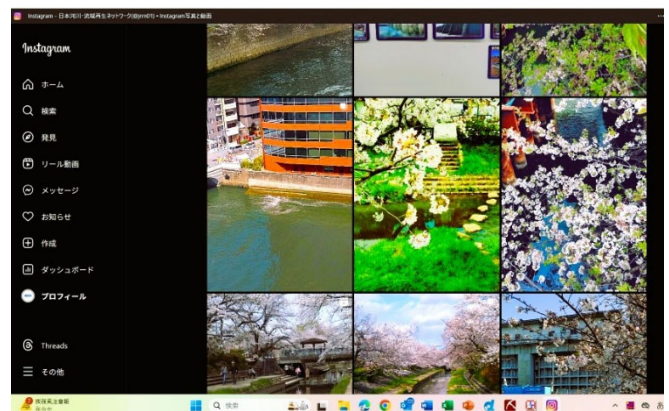 Instagram - 日本河川・流域再生ネットワーク(@jrrn01) • Instagram写真と動画
Instagram
ホーム
検索
発見
リール動画
メッセージ
お知らせ
作成
ダッシュボード
プロフィール
Threads
その他
検索